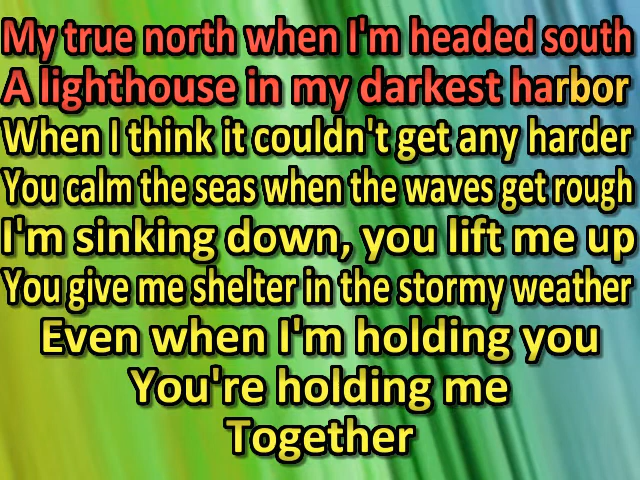 My true north when I'm headed south
A lighthouse in my darkest harbor
When I think it couldn't get any harder
You calm the seas when the waves get rough
I'm sinking down, you lift me up
You give me shelter in the stormy weather
Even when I'm holding you
You're holding me
Together